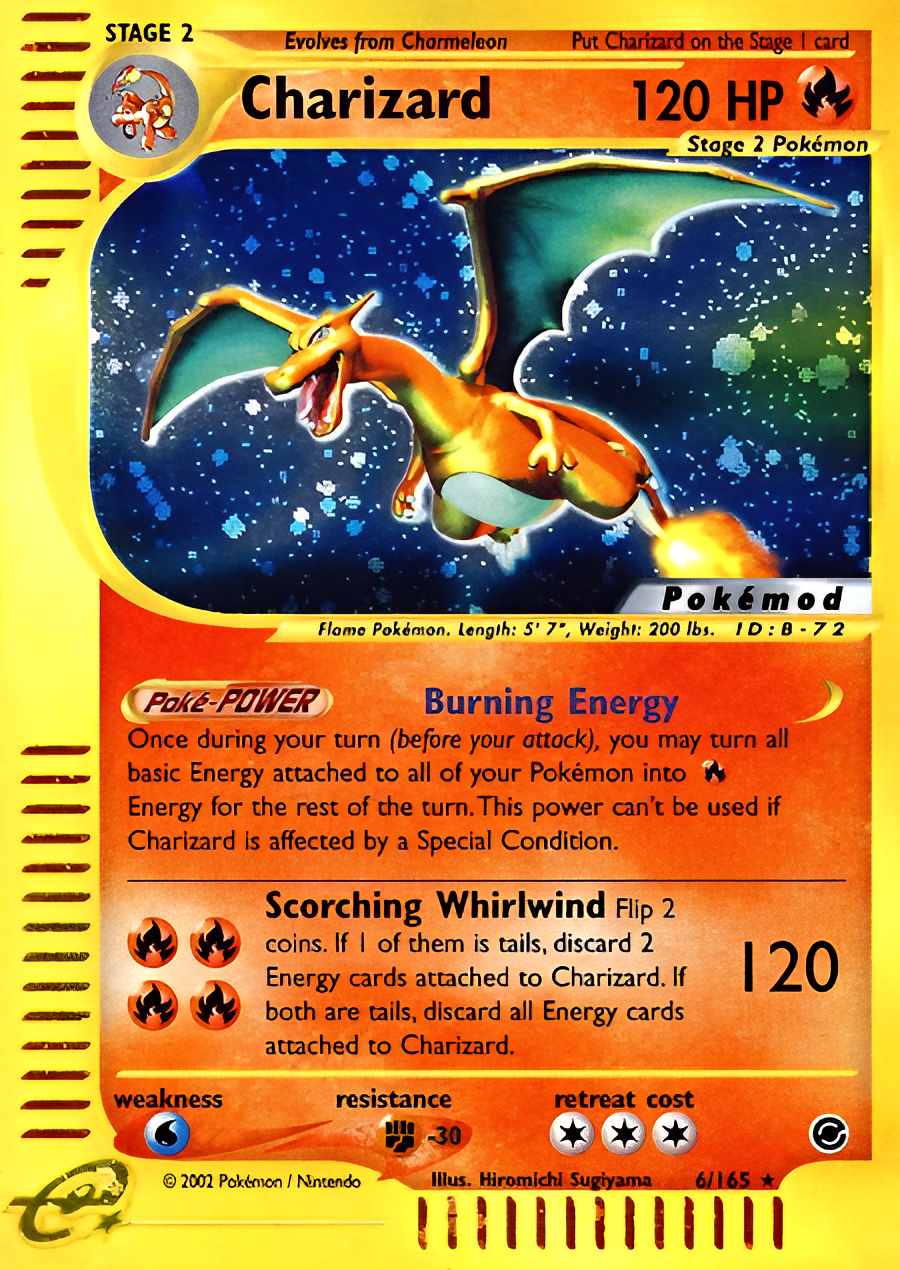 STAGE 2
Evolves from Charmeleon
Put Charizard on the Stage 1 card
Charizard
120 HP
Stage 2 Pokémon
Pokémod
Flame Pokémon. Length: 5' 7", Weight: 200 lbs. ID:B-72
Poké-POWER Burning Energy
Once during your turn (before your attack), you may turn all
basic Energy attached to all of your Pokémon into
Energy for the rest of the turn. This power can't be used if
Charizard is affected by a Special Condition.
Scorching Whirlwind Flip 2
coins. If 1 of them is tails, discard 2
Energy cards attached to Charizard. If
both are tails, discard all Energy cards
attached to Charizard.
120
weakness
resistance
retreat cost
-30
© 2002 Pokémon / Nintendo
Illus. Hiromichi Sugiyama
6/165 ★